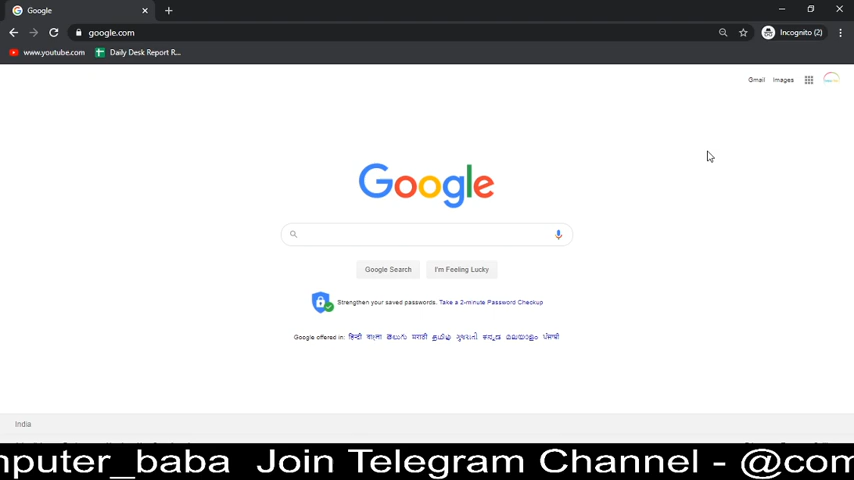 Google
google.com
Incognito (2)
www.youtube.com Daily Desk Report R...
Gmail Images
Google
Google Search I'm Feeling Lucky
Strengthen your saved passwords. Take a 2-minute Password Checkup
Google offered in: हिन्दी বাংলা తెలుగు मराठी தமிழ் ગુજરાતી ಕನ್ನಡ മലയാളം ਪੰਜਾਬੀ
India
mputer_baba Join Telegram Channel - @com